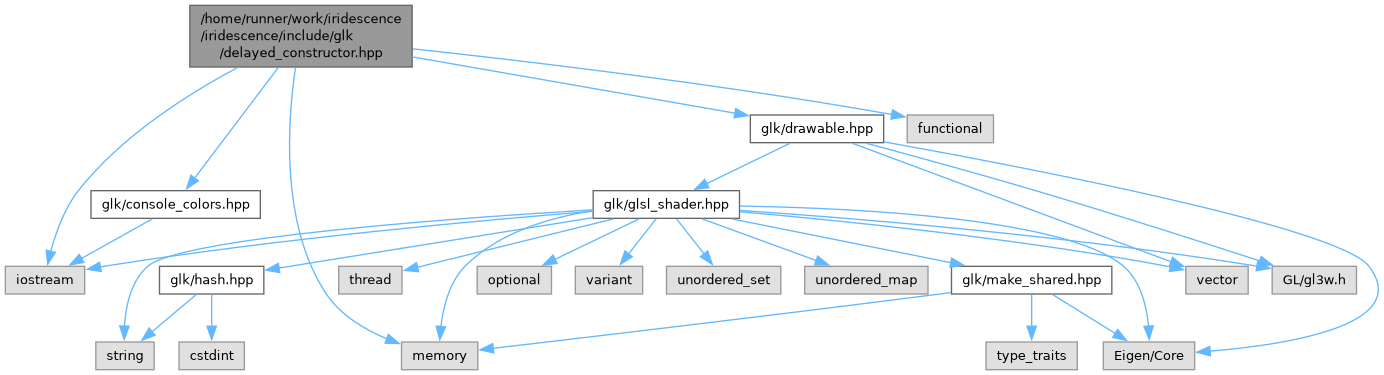 /home/runner/work/iridescence
/iridescence/include/glk
/delayed_constructor.hpp
glk/drawable.hpp
functional
glk/console_colors.hpp
glk/glsl_shader.hpp
iostream
glk/hash.hpp
thread
optional
variant
unordered_set
unordered_map
glk/make_shared.hpp
vector
GL/gl3w.h
string
cstdint
memory
type_traits
Eigen/Core